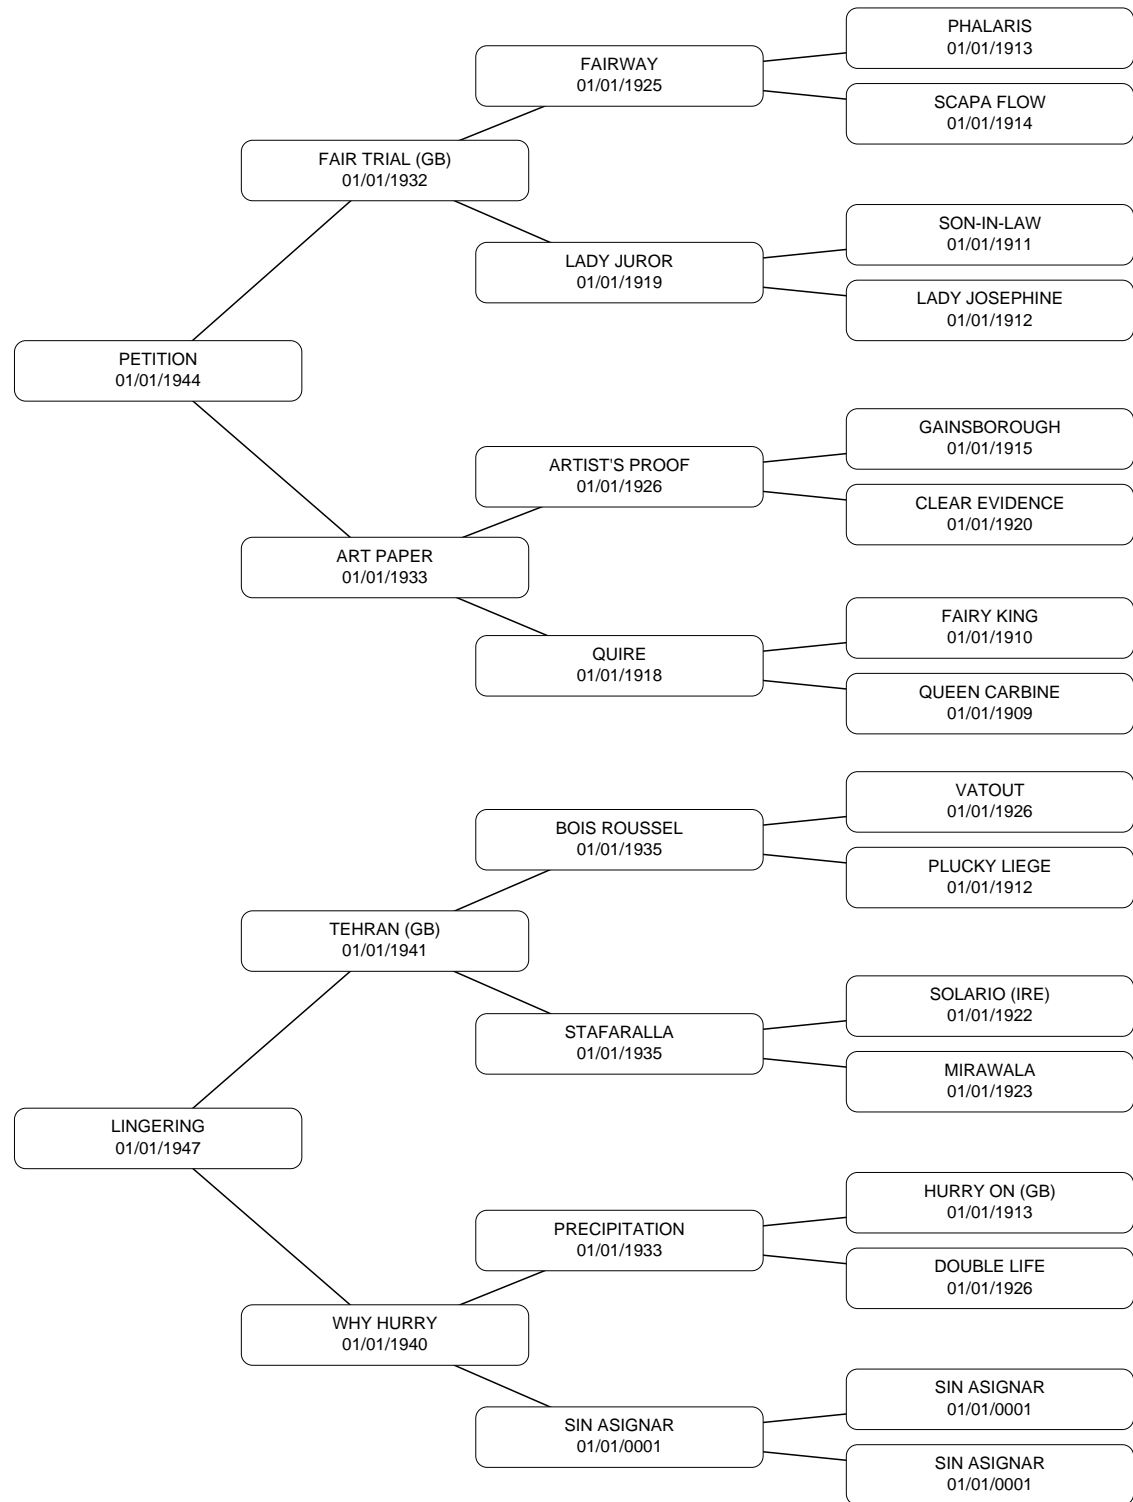 PHALARIS
01/01/1913
FAIRWAY
01/01/1925
SCAPA FLOW
01/01/1914
FAIR TRIAL (GB)
01/01/1932
SON-IN-LAW
01/01/1911
LADY JUROR
01/01/1919
LADY JOSEPHINE
01/01/1912
PETITION
01/01/1944
GAINSBOROUGH
01/01/1915
ARTIST'S PROOF
01/01/1926
CLEAR EVIDENCE
01/01/1920
ART PAPER
01/01/1933
FAIRY KING
01/01/1910
QUIRE
01/01/1918
QUEEN CARBINE
01/01/1909
VATOUT
01/01/1926
BOIS ROUSSEL
01/01/1935
PLUCKY LIEGE
01/01/1912
TEHRAN (GB)
01/01/1941
SOLARIO (IRE)
01/01/1922
STAFARALLA
01/01/1935
MIRAWALA
01/01/1923
LINGERING
01/01/1947
HURRY ON (GB)
01/01/1913
PRECIPITATION
01/01/1933
DOUBLE LIFE
01/01/1926
WHY HURRY
01/01/1940
SIN ASIGNAR
01/01/0001
SIN ASIGNAR
01/01/0001
SIN ASIGNAR
01/01/0001